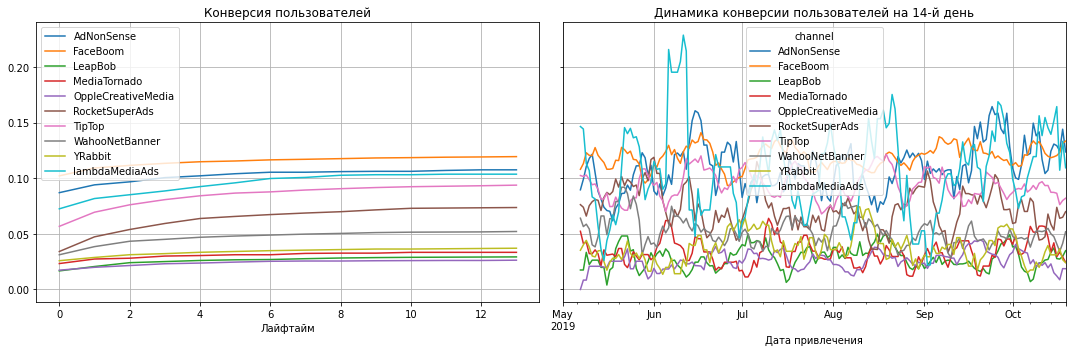 Конверсия пользователей
0.20
0.15
0.10
0.05
0.00
AdNonSense
FaceBoom
LeapBob
MediaTornado
OppleCreativeMedia
RocketSuperAds
TipTop
WahooNetBanner
YRabbit
lambdaMediaAds
0 2 4 6 8 10 12
Лайфтайм
Динамика конверсии пользователей на 14-й день
channel
AdNonSense
FaceBoom
LeapBob
MediaTornado
OppleCreativeMedia
RocketSuperAds
TipTop
WahooNetBanner
YRabbit
lambdaMediaAds
May Jun Jul Aug Sep Oct
2019
Дата привлечения